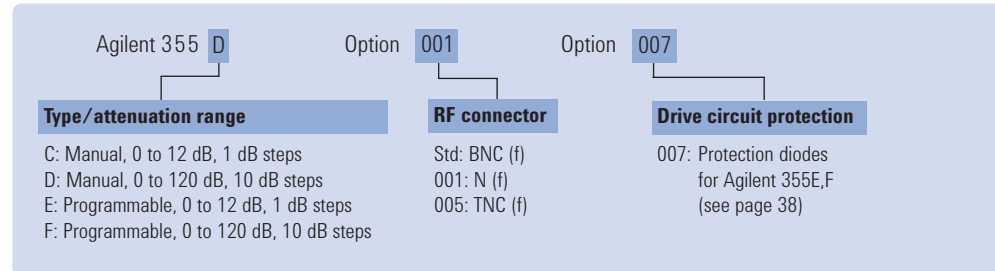 Agilent 355 D Option 001 Option 007
Type/attenuation range
C: Manual, 0 to 12 dB, 1 dB steps
D: Manual, 0 to 120 dB, 10 dB steps
E: Programmable, 0 to 12 dB, 1 dB steps
F: Programmable, 0 to 120 dB, 10 dB steps
RF connector
Std: BNC (f)
001: N (f)
005: TNC (f)
Drive circuit protection
007: Protection diodes
for Agilent 355E,F
(see page 38)